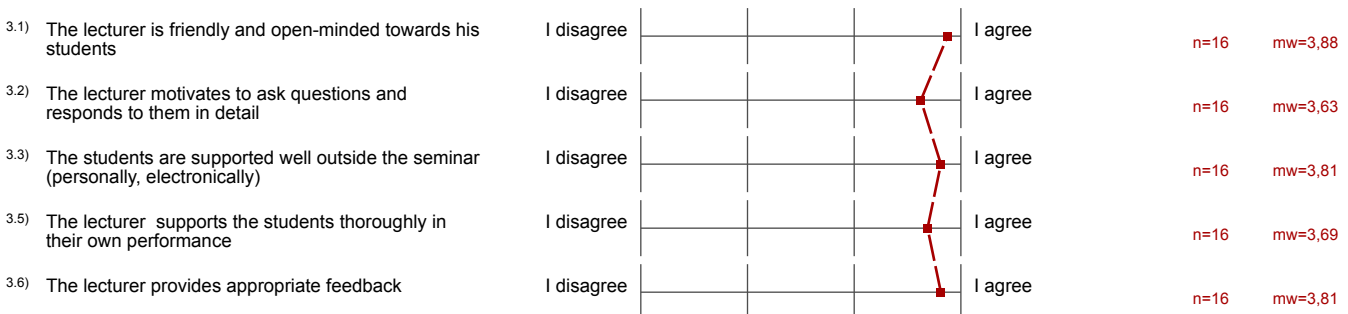 3.1) The lecturer is friendly and open-minded towards his I disagree I agree n=16 mw=3,88
students
3.2) The lecturer motivates to ask questions and I disagree I agree n=16 mw=3,63
responds to them in detail
3.3) The students are supported well outside the seminar I disagree I agree n=16 mw=3,81
(personally, electronically)
3.5) The lecturer supports the students thoroughly in I disagree I agree n=16 mw=3,69
their own performance
3.6) The lecturer provides appropriate feedback I disagree I agree n=16 mw=3,81